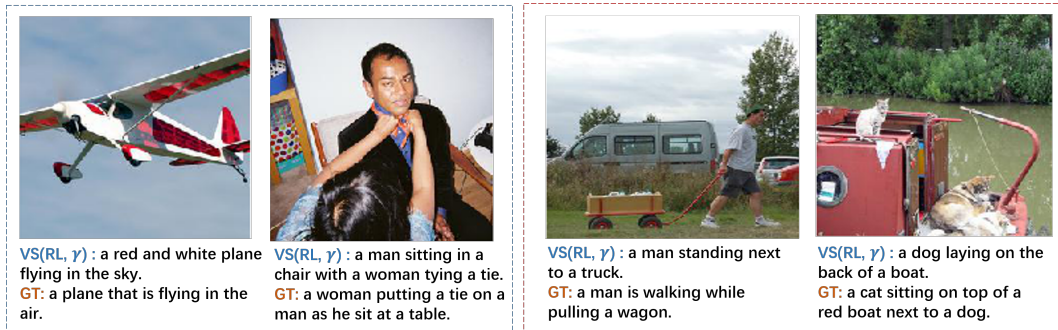 VS(RL, γ) : a red and white plane
flying in the sky.
GT: a plane that is flying in the
air.
VS(RL, γ) : a man sitting in a
chair with a woman tying a tie.
GT: a woman putting a tie on a
man as he sit at a table.
VS(RL, γ) : a man standing next
to a truck.
GT: a man is walking while
pulling a wagon.
VS(RL, γ) : a dog laying on the
back of a boat.
GT: a cat sitting on top of a
red boat next to a dog.